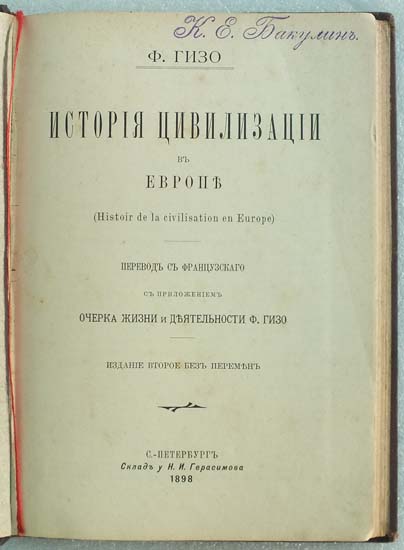 К. Е. Бакулинъ.
Ф. ГИЗО
ИСТОРІЯ ЦИВИЛИЗАЦІИ
ВЪ
ЕВРОПѢ
(Histoir de la civilisation en Europe)
ПЕРЕВОДЪ СЪ ФРАНЦУЗСКАГО
СЪ ПРИЛОЖЕНІЕМЪ
ОЧЕРКА ЖИЗНИ и ДѢЯТЕЛЬНОСТИ Ф. ГИЗО
ИЗДАНІЕ ВТОРОЕ БЕЗЪ ПЕРЕМѢНЪ
С.-ПЕТЕРБУРГЪ
Складъ у Н. И. Герасимова
1898